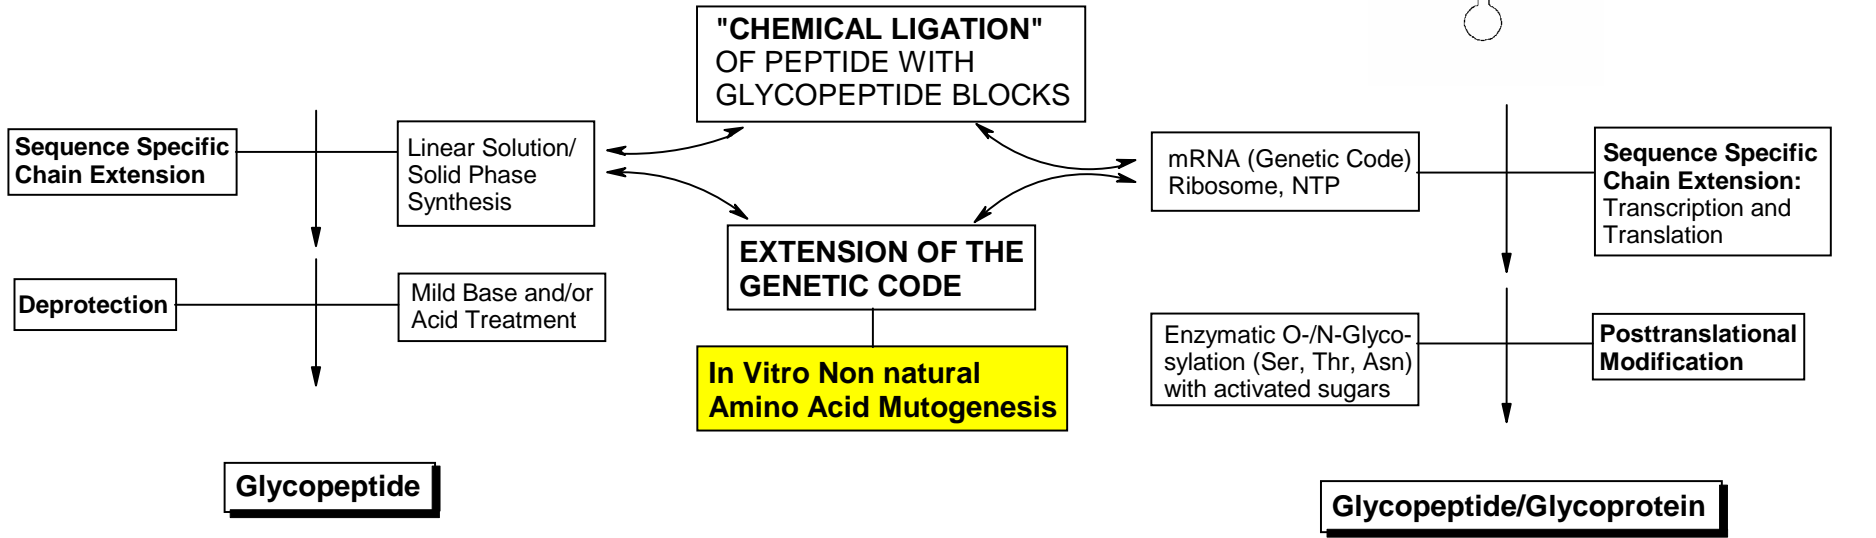 "CHEMICAL LIGATION"
OF PEPTIDE WITH
GLYCOPEPTIDE BLOCKS
Sequence Specific
Chain Extension
Linear Solution/
Solid Phase
Synthesis
mRNA (Genetic Code)
Ribosome, NTP
Sequence Specific
Chain Extension:
Transcription and
Translation
EXTENSION OF THE
GENETIC CODE
Deprotection
Mild Base and/or
Acid Treatment
Enzymatic O-/N-Glyco-
sylation (Ser, Thr, Asn)
with activated sugars
Posttranslational
Modification
In Vitro Non natural
Amino Acid Mutogenesis
Glycopeptide
Glycopeptide/Glycoprotein